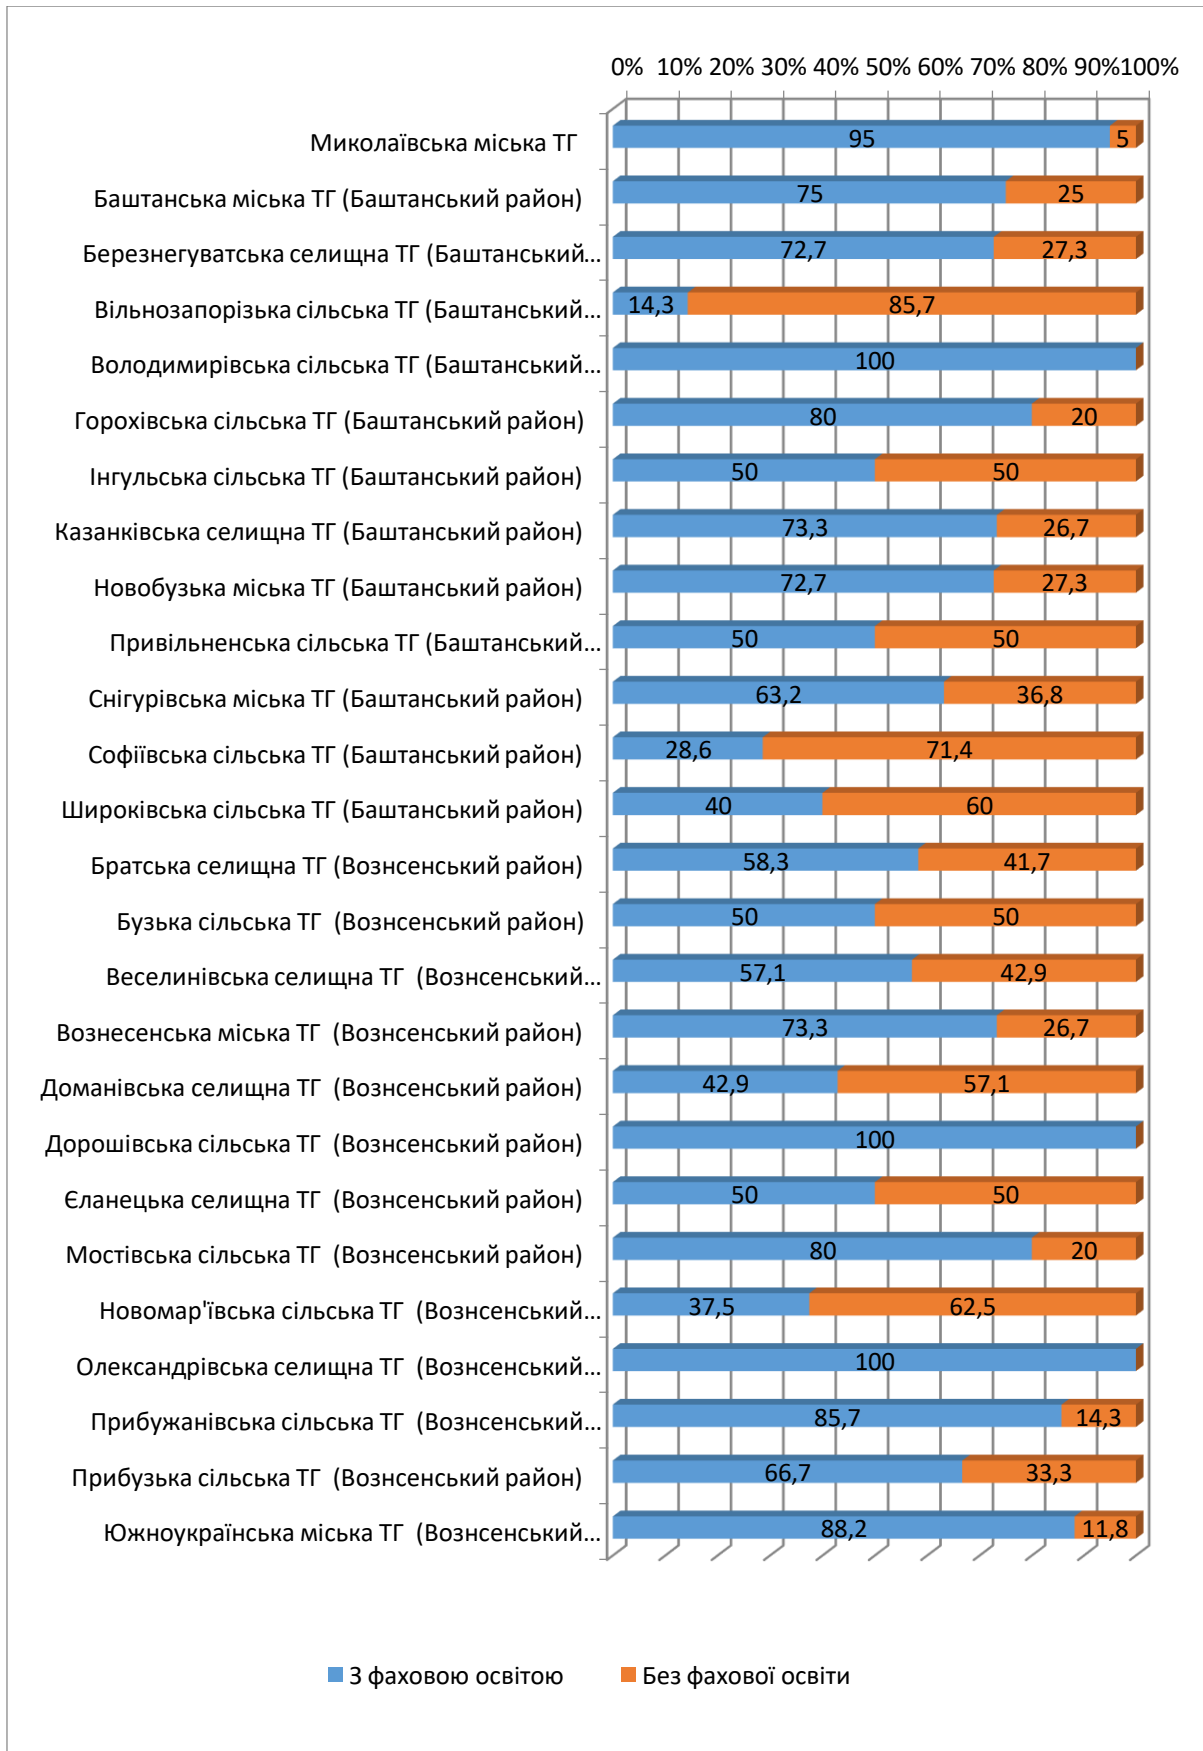 0% 10% 20% 30% 40% 50% 60% 70% 80% 90% 100%
Миколаївська міська ТГ 95 5
Баштанська міська ТГ (Баштанський район) 75 25
Березнегуватська селищна ТГ (Баштанський... 72,7 27,3
Вільнозапорізька сільська ТГ (Баштанський... 14,3 85,7
Володимирівська сільська ТГ (Баштанський... 100
Горохівська сільська ТГ (Баштанський район) 80 20
Інгульська сільська ТГ (Баштанський район) 50 50
Казанківська селищна ТГ (Баштанський район) 73,3 26,7
Новобузька міська ТГ (Баштанський район) 72,7 27,3
Привільненська сільська ТГ (Баштанський... 50 50
Снігурівська міська ТГ (Баштанський район) 63,2 36,8
Софіївська сільська ТГ (Баштанський район) 28,6 71,4
Широківська сільська ТГ (Баштанський район) 40 60
Братська селищна ТГ (Вознсенський район) 58,3 41,7
Бузька сільська ТГ (Вознсенський район) 50 50
Веселинівська селищна ТГ (Вознсенський... 57,1 42,9
Вознесенська міська ТГ (Вознсенський район) 73,3 26,7
Доманівська селищна ТГ (Вознсенський район) 42,9 57,1
Дорошівська сільська ТГ (Вознсенський район) 100
Єланецька селищна ТГ (Вознсенський район) 50 50
Мостівська сільська ТГ (Вознсенський район) 80 20
Новомар'ївська сільська ТГ (Вознсенський... 37,5 62,5
Олександрівська селищна ТГ (Вознсенський... 100
Прибужанівська сільська ТГ (Вознсенський... 85,7 14,3
Прибузька сільська ТГ (Вознсенський район) 66,7 33,3
Южноукраїнська міська ТГ (Вознсенський... 88,2 11,8
З фаховою освітою Без фахової освіти